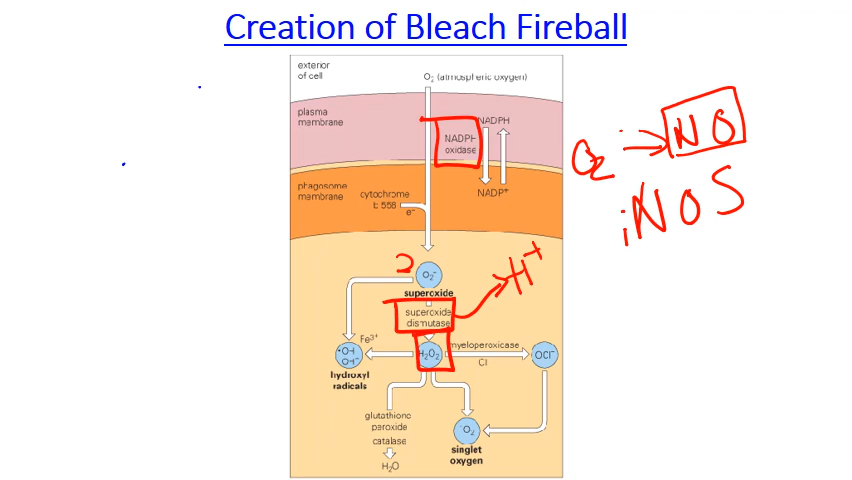 Creation of Bleach Fireball
exterior
of cell
O₂ (atmospheric oxygen)
plasma
membrane
NADPH
oxidase
NADPH
NADP⁺
phagosome
membrane
cytochrome
b 558
e⁻
O₂ → NO
iNOS
2
O₂⁻
superoxide
H⁺
superoxide
dismutase
Fe³⁺
•OH
OH⁻
hydroxyl
radicals
H₂O₂
myeloperoxicase
Cl
OCl⁻
glutathione
peroxide
catalase
H₂O
O₂
singlet
oxygen